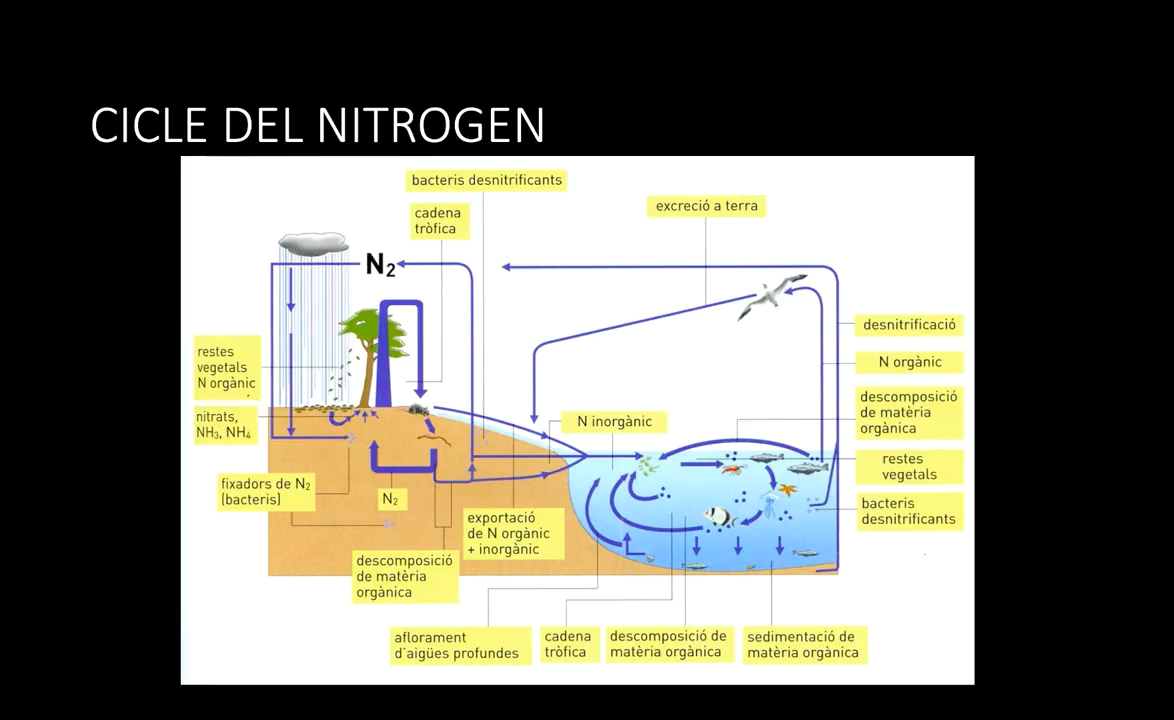 CICLE DEL NITROGEN
bacteris desnitrificants
cadena
tròfica
excreció a terra
N₂
desnitrificació
restes
vegetals
N orgànic
N orgànic
nitrats,
NH₃, NH₄
descomposició
de matèria
orgànica
N inorgànic
restes
vegetals
fixadors de N₂
(bacteris)
N₂
bacteris
desnitrificants
exportació
de N orgànic
+ inorgànic
descomposició
de matèria
orgànica
aflorament
d'aigües profundes
cadena
tròfica
descomposició de
matèria orgànica
sedimentació de
matèria orgànica